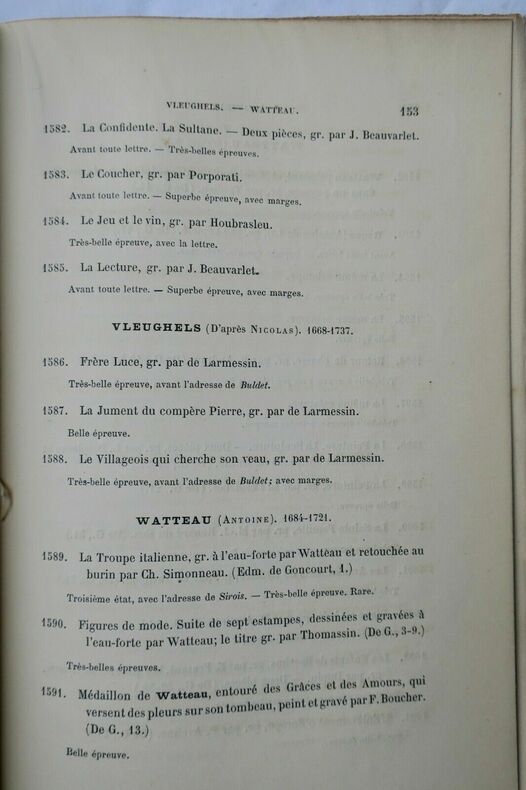 VLEUGHELS. — WATTEAU. 153
1582. La Confidente. La Sultane. — Deux pièces, gr. par J. Beauvarlet.
Avant toute lettre. — Très-belles épreuves.
1583. Le Coucher, gr. par Porporati.
Avant toute lettre. — Superbe épreuve, avec marges.
1584. Le Jeu et le vin, gr. par Houbrasleu.
Très-belle épreuve, avec la lettre.
1585. La Lecture, gr. par J. Beauvarlet.
Avant toute lettre. — Superbe épreuve, avec marges.
VLEUGHELS (D'après NICOLAS). 1668-1737.
1586. Frère Luce, gr. par de Larmessin.
Très-belle épreuve, avant l'adresse de Buldet.
1587. La Jument du compère Pierre, gr. par de Larmessin.
Belle épreuve.
1588. Le Villageois qui cherche son veau, gr. par de Larmessin.
Très-belle épreuve, avant l'adresse de Buldet; avec marges.
WATTEAU (ANTOINE). 1684-1721.
1589. La Troupe italienne, gr. à l'eau-forte par Watteau et retouchée au
burin par Ch. Simonneau. (Edm. de Goncourt, 1.)
Troisième état, avec l'adresse de Sirois. — Très-belle épreuve. Rare.
1590. Figures de mode. Suite de sept estampes, dessinées et gravées à
l'eau-forte par Watteau; le titre gr. par Thomassin. (De G., 3-9.)
Très-belles épreuves.
1591. Médaillon de Watteau, entouré des Grâces et des Amours, qui
versent des pleurs sur son tombeau, peint et gravé par F. Boucher.
(De G., 13.)
Belle épreuve.